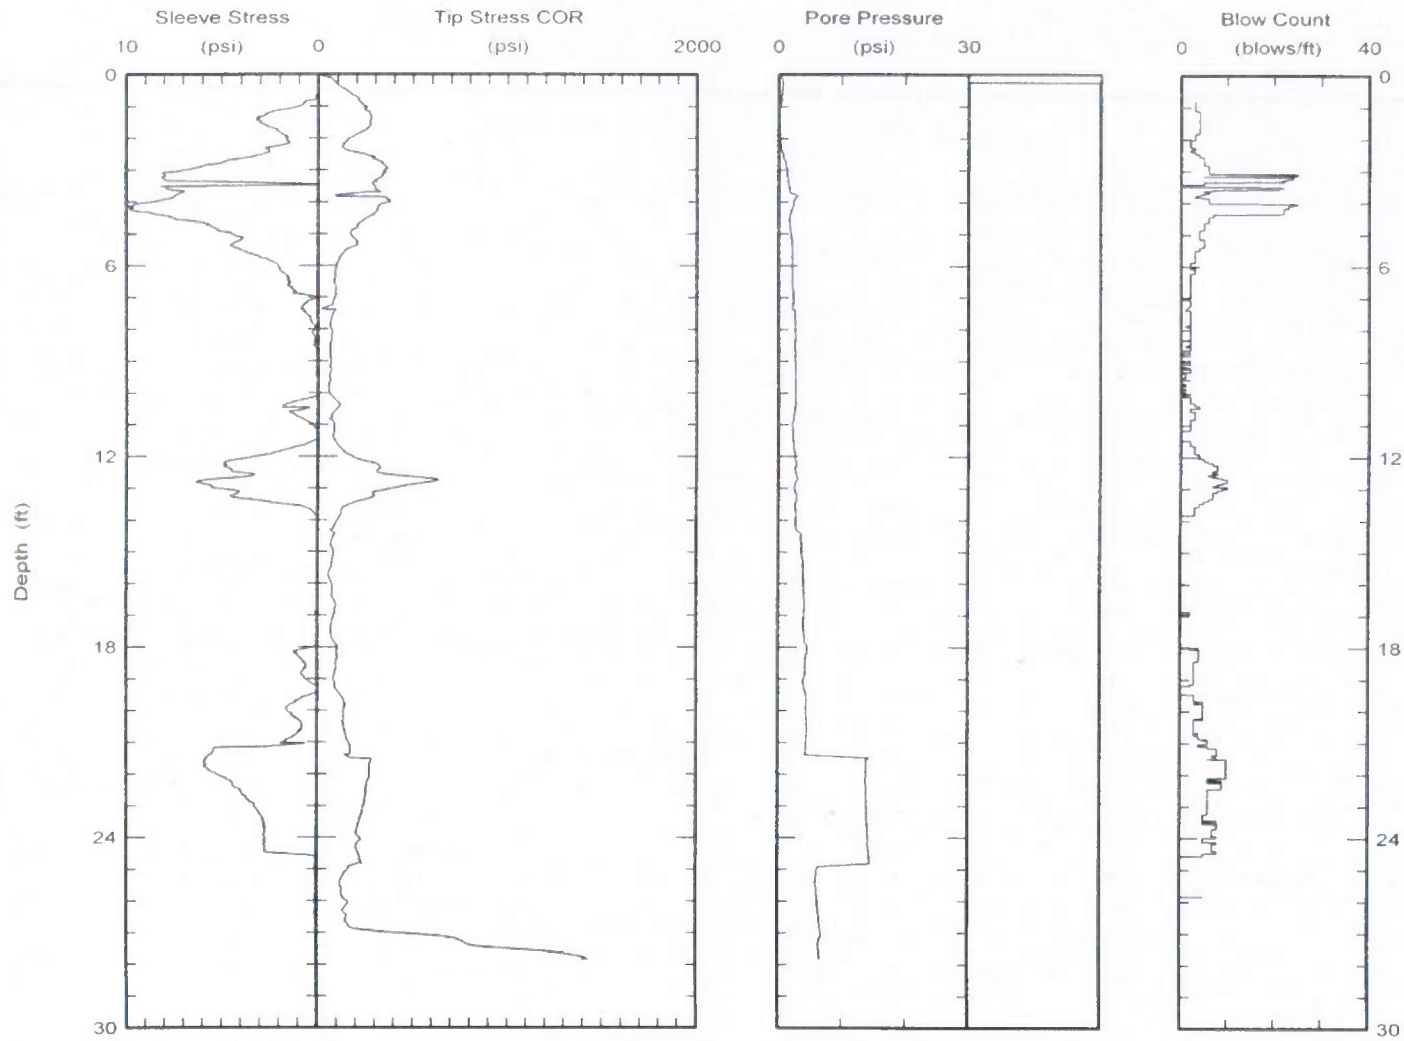 Sleeve Stress Tip Stress COR Pore Pressure Blow Count
10 (psi) 0 (psi) 2000 0 (psi) 30 0 (blows/ft) 40
0 0
6 6
12 12
Depth (ft)
18 18
24 24
30 30